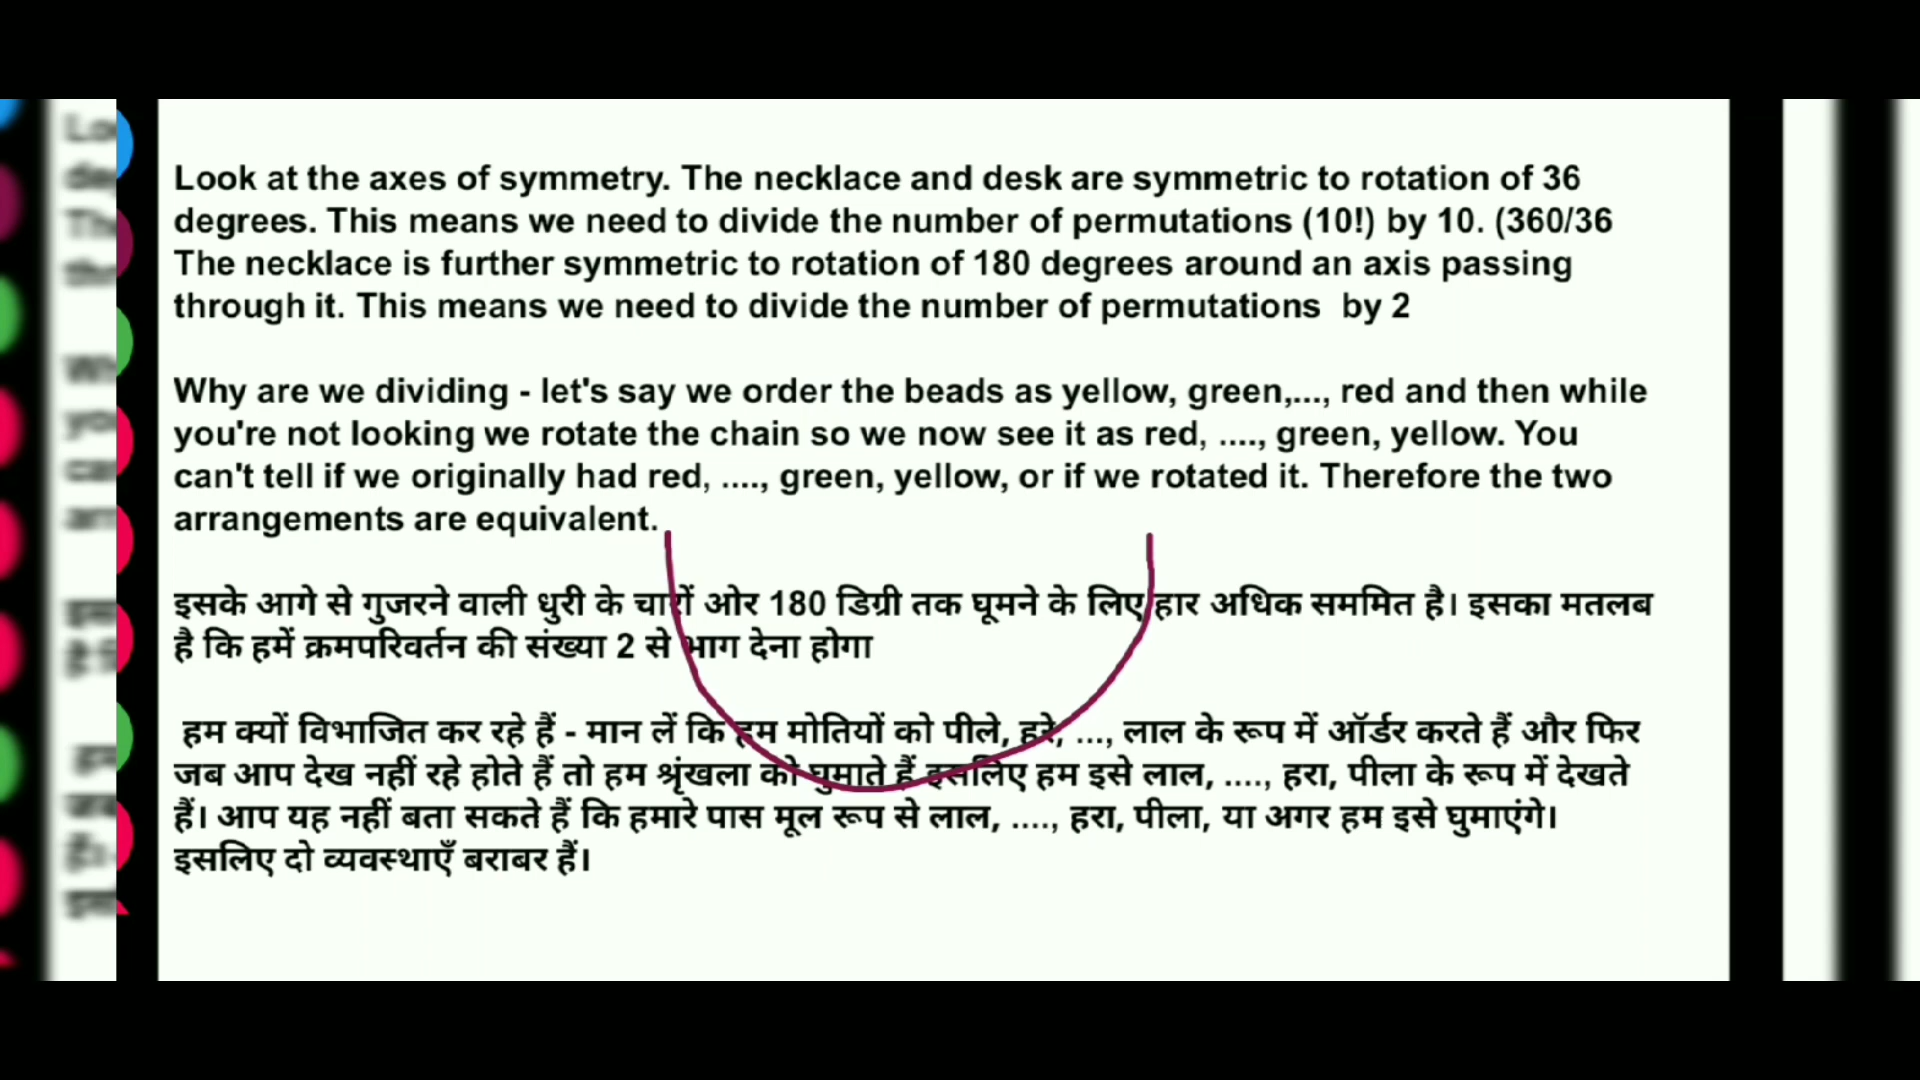 Look at the axes of symmetry. The necklace and desk are symmetric to rotation of 36
degrees. This means we need to divide the number of permutations (10!) by 10. (360/36
The necklace is further symmetric to rotation of 180 degrees around an axis passing
through it. This means we need to divide the number of permutations by 2
Why are we dividing - let's say we order the beads as yellow, green,..., red and then while
you're not looking we rotate the chain so we now see it as red, ...., green, yellow. You
can't tell if we originally had red, ...., green, yellow, or if we rotated it. Therefore the two
arrangements are equivalent.
इसके आगे से गुजरने वाली धुरी के चारों ओर 180 डिग्री तक घूमने के लिए हार अधिक सममित है। इसका मतलब
है कि हमें क्रमपरिवर्तन की संख्या 2 से भाग देना होगा
हम क्यों विभाजित कर रहे हैं - मान लें कि हम मोतियों को पीले, हरे, ..., लाल के रूप में ऑर्डर करते हैं और फिर
जब आप देख नहीं रहे होते हैं तो हम श्रृंखला को घुमाते हैं इसलिए हम इसे लाल, ...., हरा, पीला के रूप में देखते
हैं। आप यह नहीं बता सकते हैं कि हमारे पास मूल रूप से लाल, ...., हरा, पीला, या अगर हम इसे घुमाएंगे।
इसलिए दो व्यवस्थाएँ बराबर हैं।